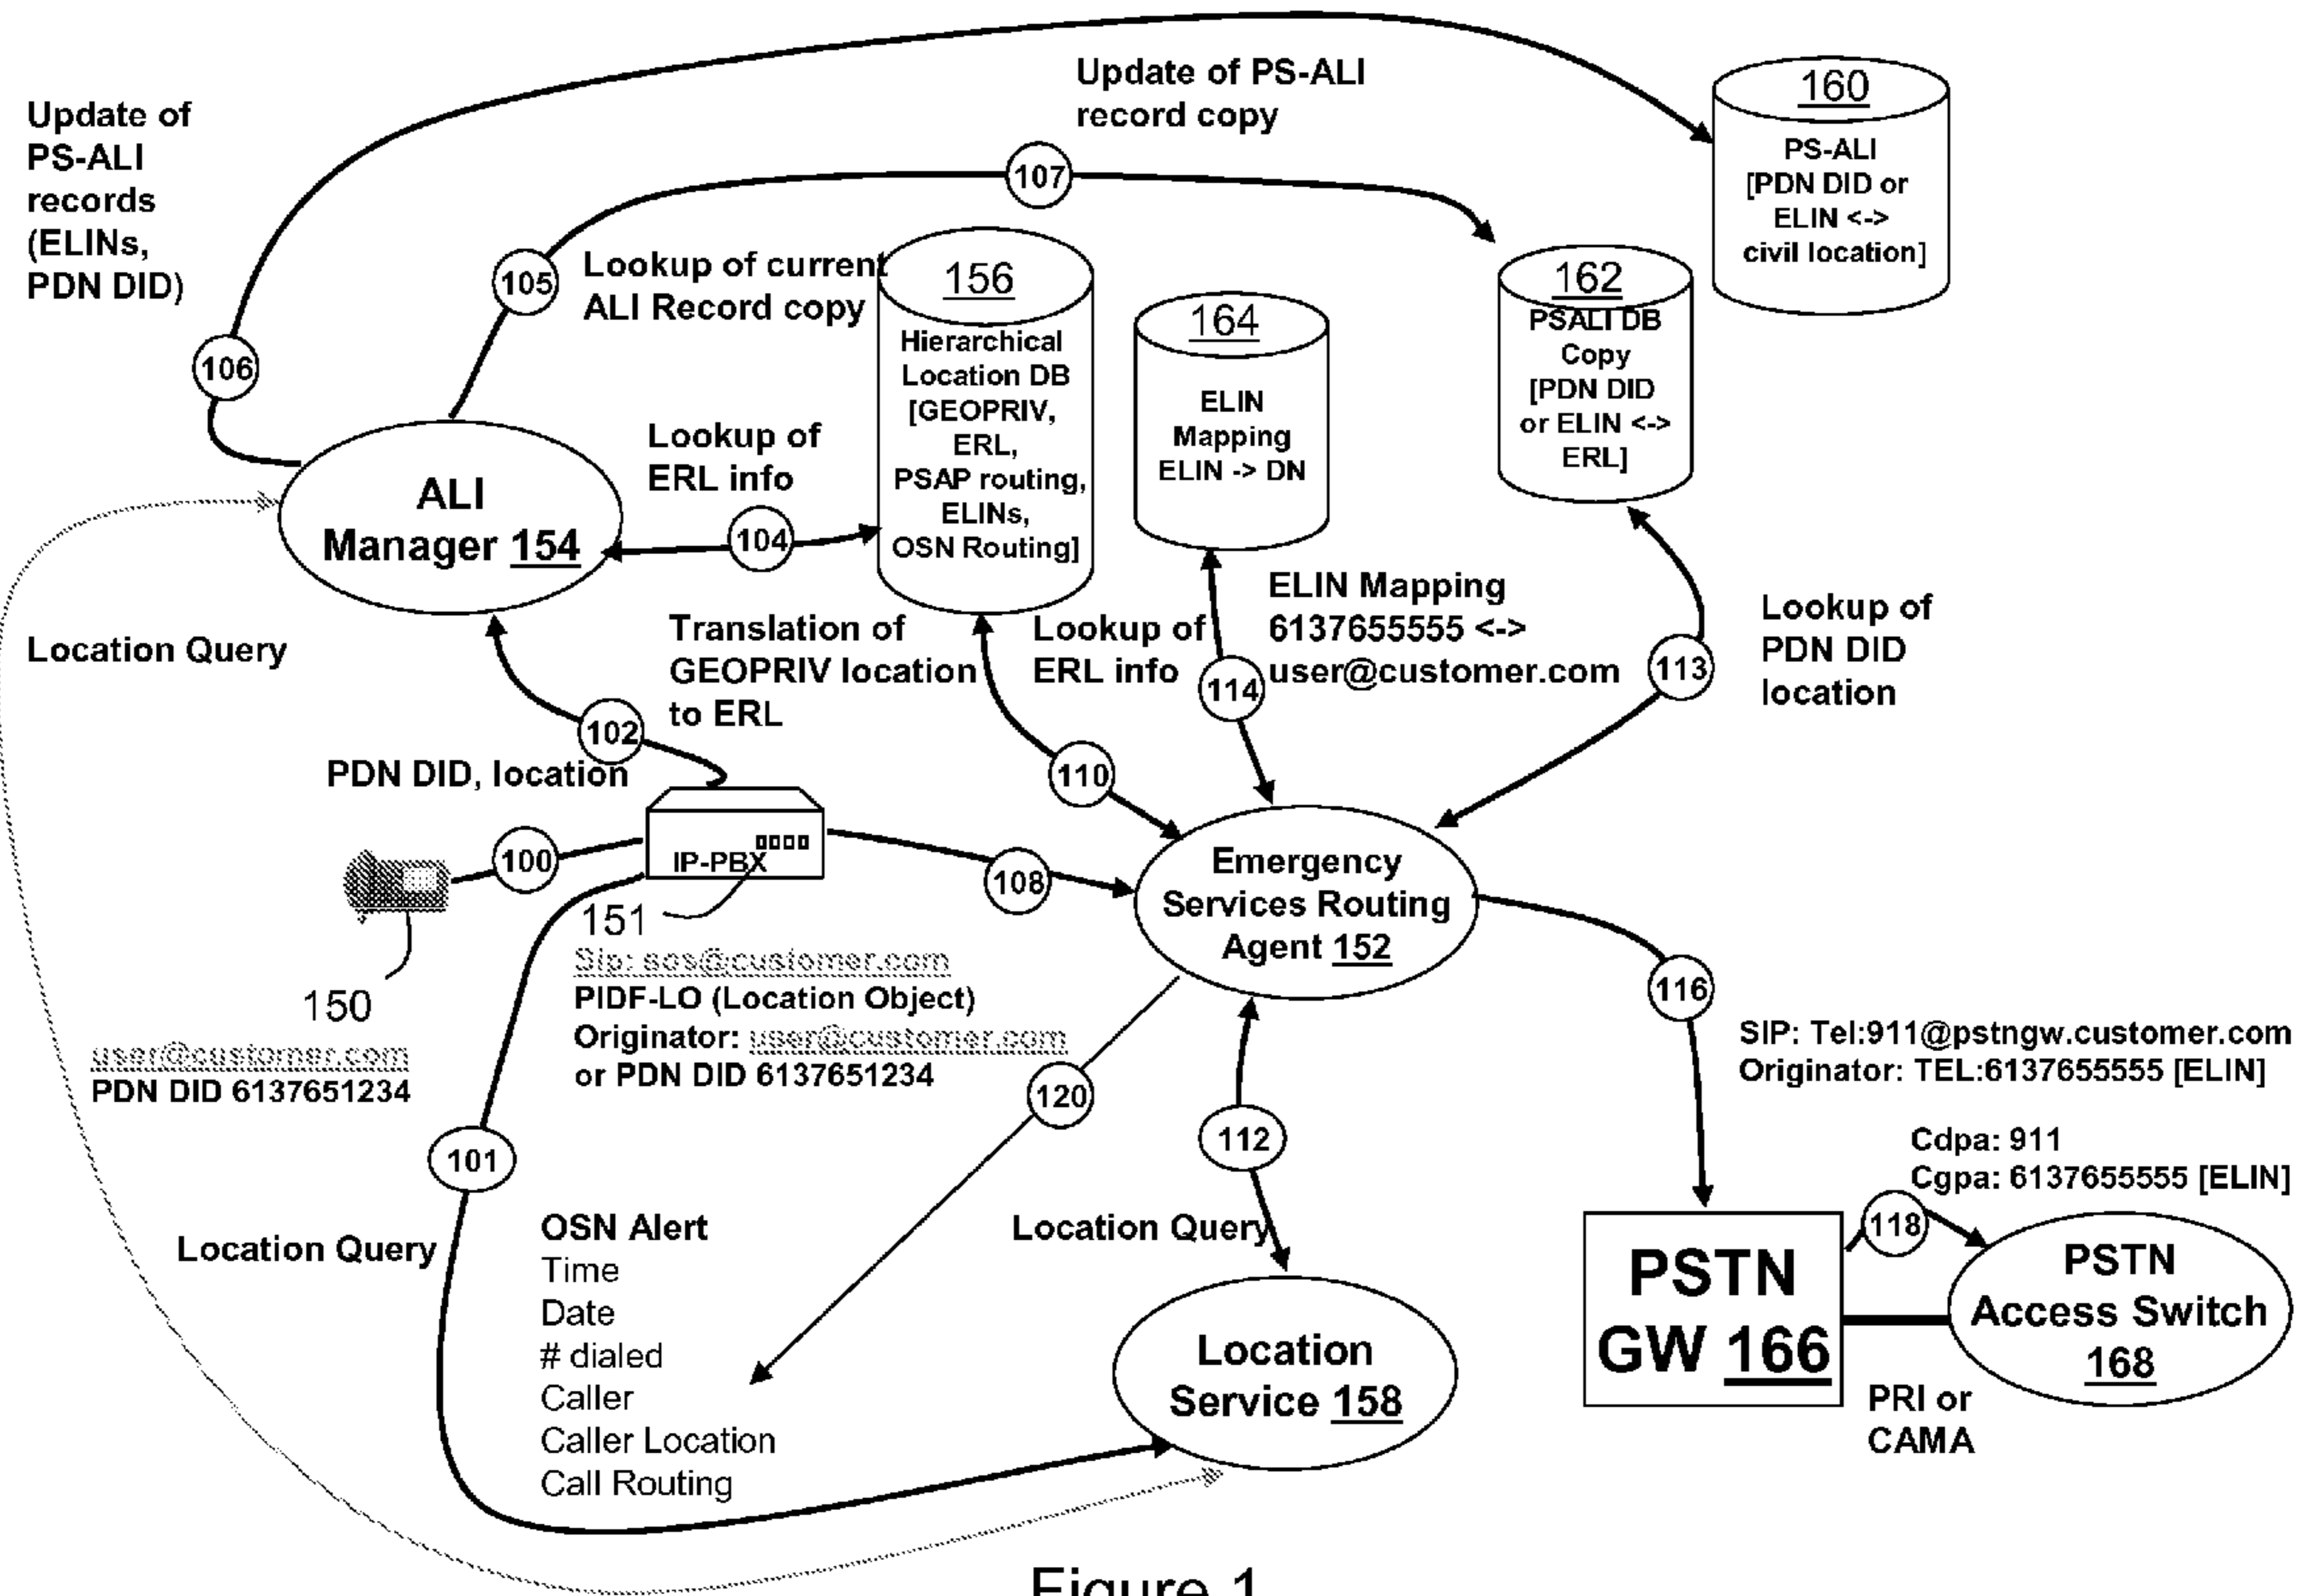 Update of
PS-ALI
records
(ELINs,
PDN DID)
Update of PS-ALI
record copy
160
PS-ALI
[PDN DID or
ELIN <->
civil location]
107
105
Lookup of current
ALI Record copy
156
Hierarchical
Location DB
[GEOPRIV,
ERL,
PSAP routing,
ELINs,
OSN Routing]
164
ELIN
Mapping
ELIN -> DN
162
PSALI DB
Copy
[PDN DID
or ELIN <->
ERL]
106
ALI
Manager 154
Lookup of
ERL info
104
Location Query
Translation of
GEOPRIV location
to ERL
Lookup of
ERL info
ELIN Mapping
6137655555 <->
user@customer.com
114
113
Lookup of
PDN DID
location
102
PDN DID, location
110
100
IP-PBX
151
108
Emergency
Services Routing
Agent 152
150
user@customer.com
PDN DID 6137651234
Sip: sos@customer.com
PIDF-LO (Location Object)
Originator: user@customer.com
or PDN DID 6137651234
116
SIP: Tel:911@pstngw.customer.com
Originator: TEL:6137655555 [ELIN]
120
112
101
Cdpa: 911
Cgpa: 6137655555 [ELIN]
118
Location Query
OSN Alert
Time
Date
# dialed
Caller
Caller Location
Call Routing
Location Query
Location
Service 158
PSTN
GW 166
PSTN
Access Switch
168
PRI or
CAMA
Figure 1